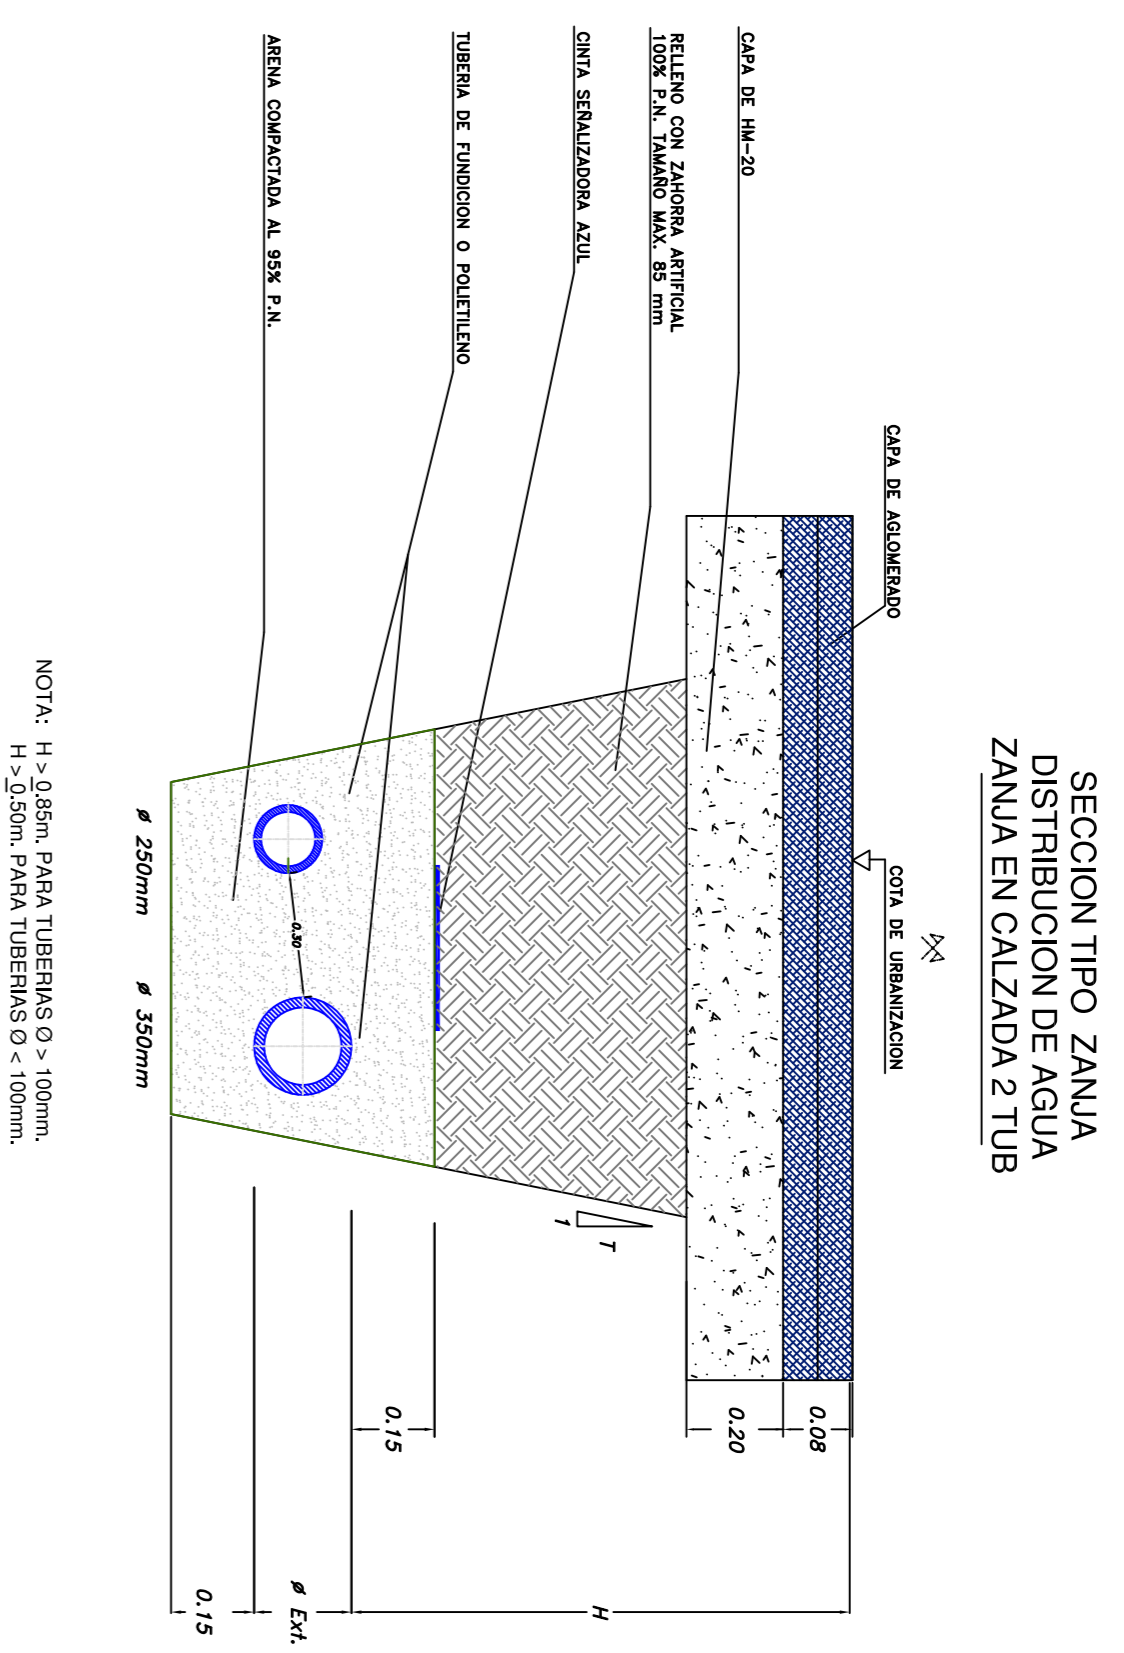 SECCION TIPO ZANJA
DISTRIBUCION DE AGUA
ZANJA EN CALZADA 2 TUB
CAPA DE AGLOMERADO
COTA DE URBANIZACION
CAPA DE HM-20
RELLENO CON ZAHORRA ARTIFICIAL
100% P.N. TAMAÑO MAX. 85 mm
CINTA SEÑALIZADORA AZUL
TUBERIA DE FUNDICION O POLIETILENO
ARENA COMPACTADA AL 95% P.N.
0.08
0.20
T
1
0.15
H
0.30
ø Ext.
0.15
ø 250mm
ø 350mm
NOTA: H > 0.85m. PARA TUBERIAS Ø > 100mm.
H > 0.50m. PARA TUBERIAS Ø < 100mm.